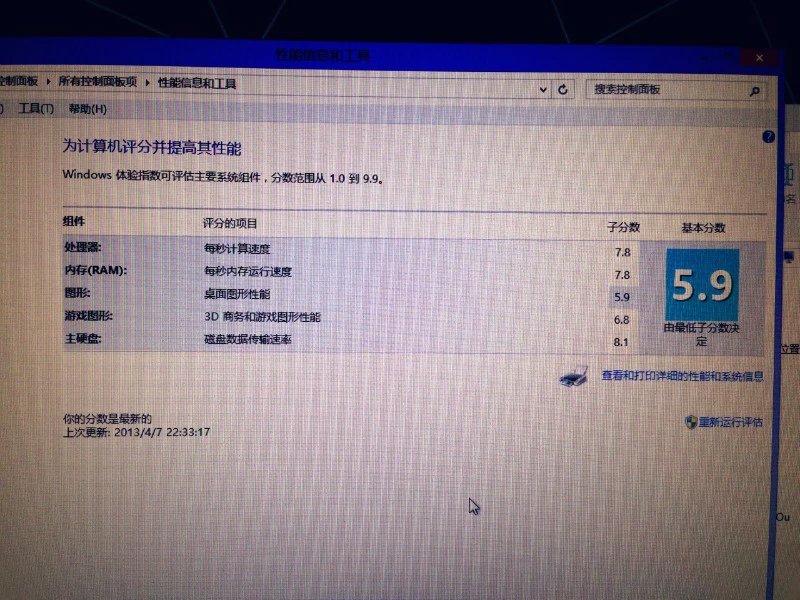 性能信息和工具
控制面板 ▸ 所有控制面板项 ▸ 性能信息和工具
搜索控制面板
) 工具(T) 帮助(H)
为计算机评分并提高其性能
Windows 体验指数可评估主要系统组件，分数范围从 1.0 到 9.9。
组件 评分的项目 子分数 基本分数
处理器: 每秒计算速度 7.8
内存(RAM): 每秒内存运行速度 7.8
图形: 桌面图形性能 5.9
游戏图形: 3D 商务和游戏图形性能 6.8
主硬盘: 磁盘数据传输速率 8.1
5.9
由最低子分数决
定
查看和打印详细的性能和系统信息
你的分数是最新的
上次更新: 2013/4/7 22:33:17
重新运行评估
名
位置
Ou